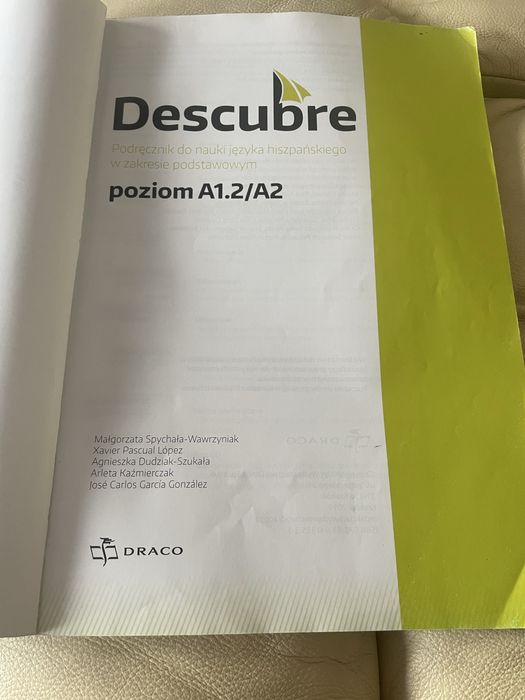 Descubre
Podręcznik do nauki języka hiszpańskiego
w zakresie podstawowym
poziom A1.2/A2
Małgorzata Spychała-Wawrzyniak
Xavier Pascual López
Agnieszka Dudziak-Szukała
Arleta Kaźmierczak
José Carlos García González
DRACO